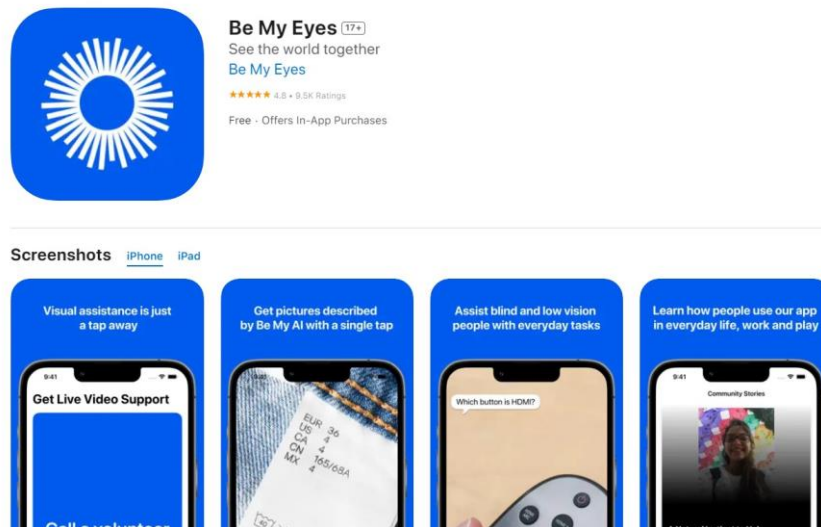 Be My Eyes 17+
See the world together
Be My Eyes
★★★★★ 4.8 • 9.5K Ratings
Free · Offers In-App Purchases
Screenshots iPhone iPad
Visual assistance is just
a tap away
9:41
Get Live Video Support
Call a volunteer
Get pictures described
by Be My AI with a single tap
EUR 36
US 4
CA 4
CN 165/68A
MX 4
40
Assist blind and low vision
people with everyday tasks
Which button is HDMI?
Learn how people use our app
in everyday life, work and play
9:41
Community Stories